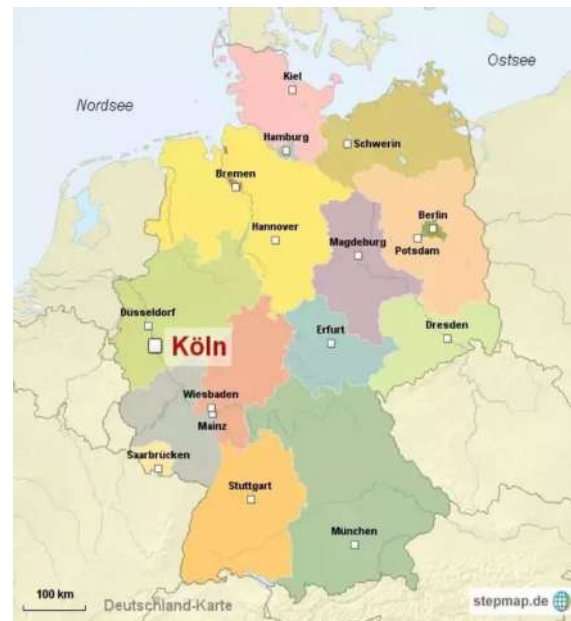 Ostsee
Kiel
Nordsee
Hamburg
Schwerin
Bremen
Berlin
Hannover
Magdeburg
Potsdam
Düsseldorf
Erfurt
Dresden
Köln
Wiesbaden
Mainz
Saarbrücken
Stuttgart
München
100 km
Deutschland-Karte
stepmap.de